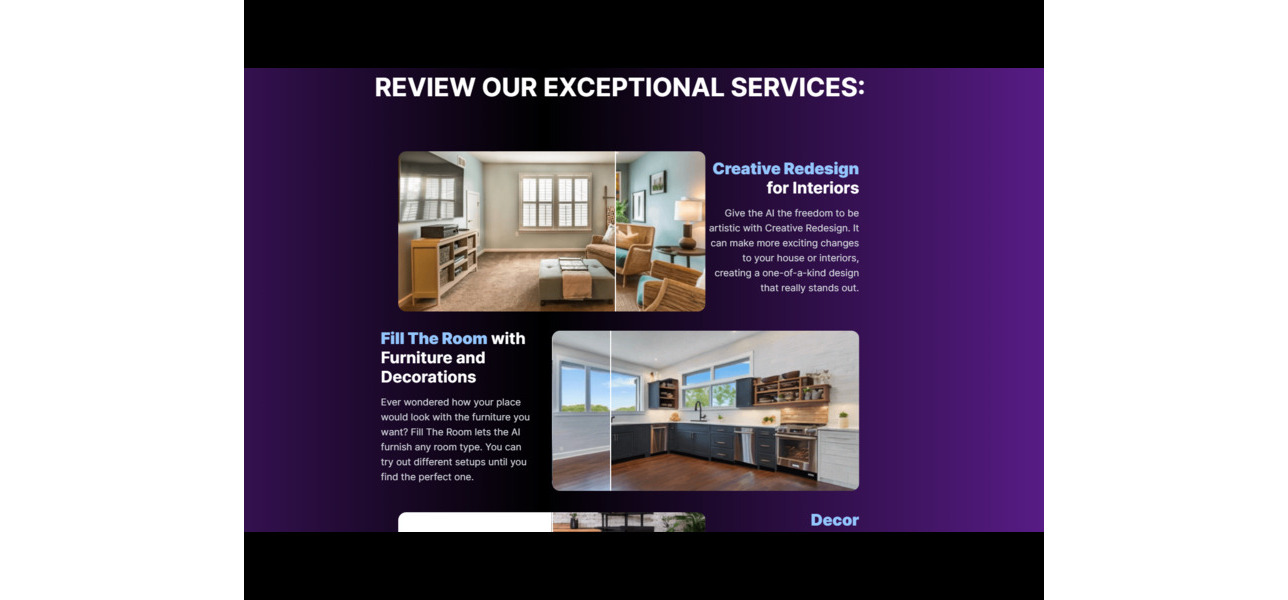 REVIEW OUR EXCEPTIONAL SERVICES:
Creative Redesign
for Interiors
Give the AI the freedom to be
artistic with Creative Redesign. It
can make more exciting changes
to your house or interiors,
creating a one-of-a-kind design
that really stands out.
Fill The Room with
Furniture and
Decorations
Ever wondered how your place
would look with the furniture you
want? Fill The Room lets the AI
furnish any room type. You can
try out different setups until you
find the perfect one.
Decor